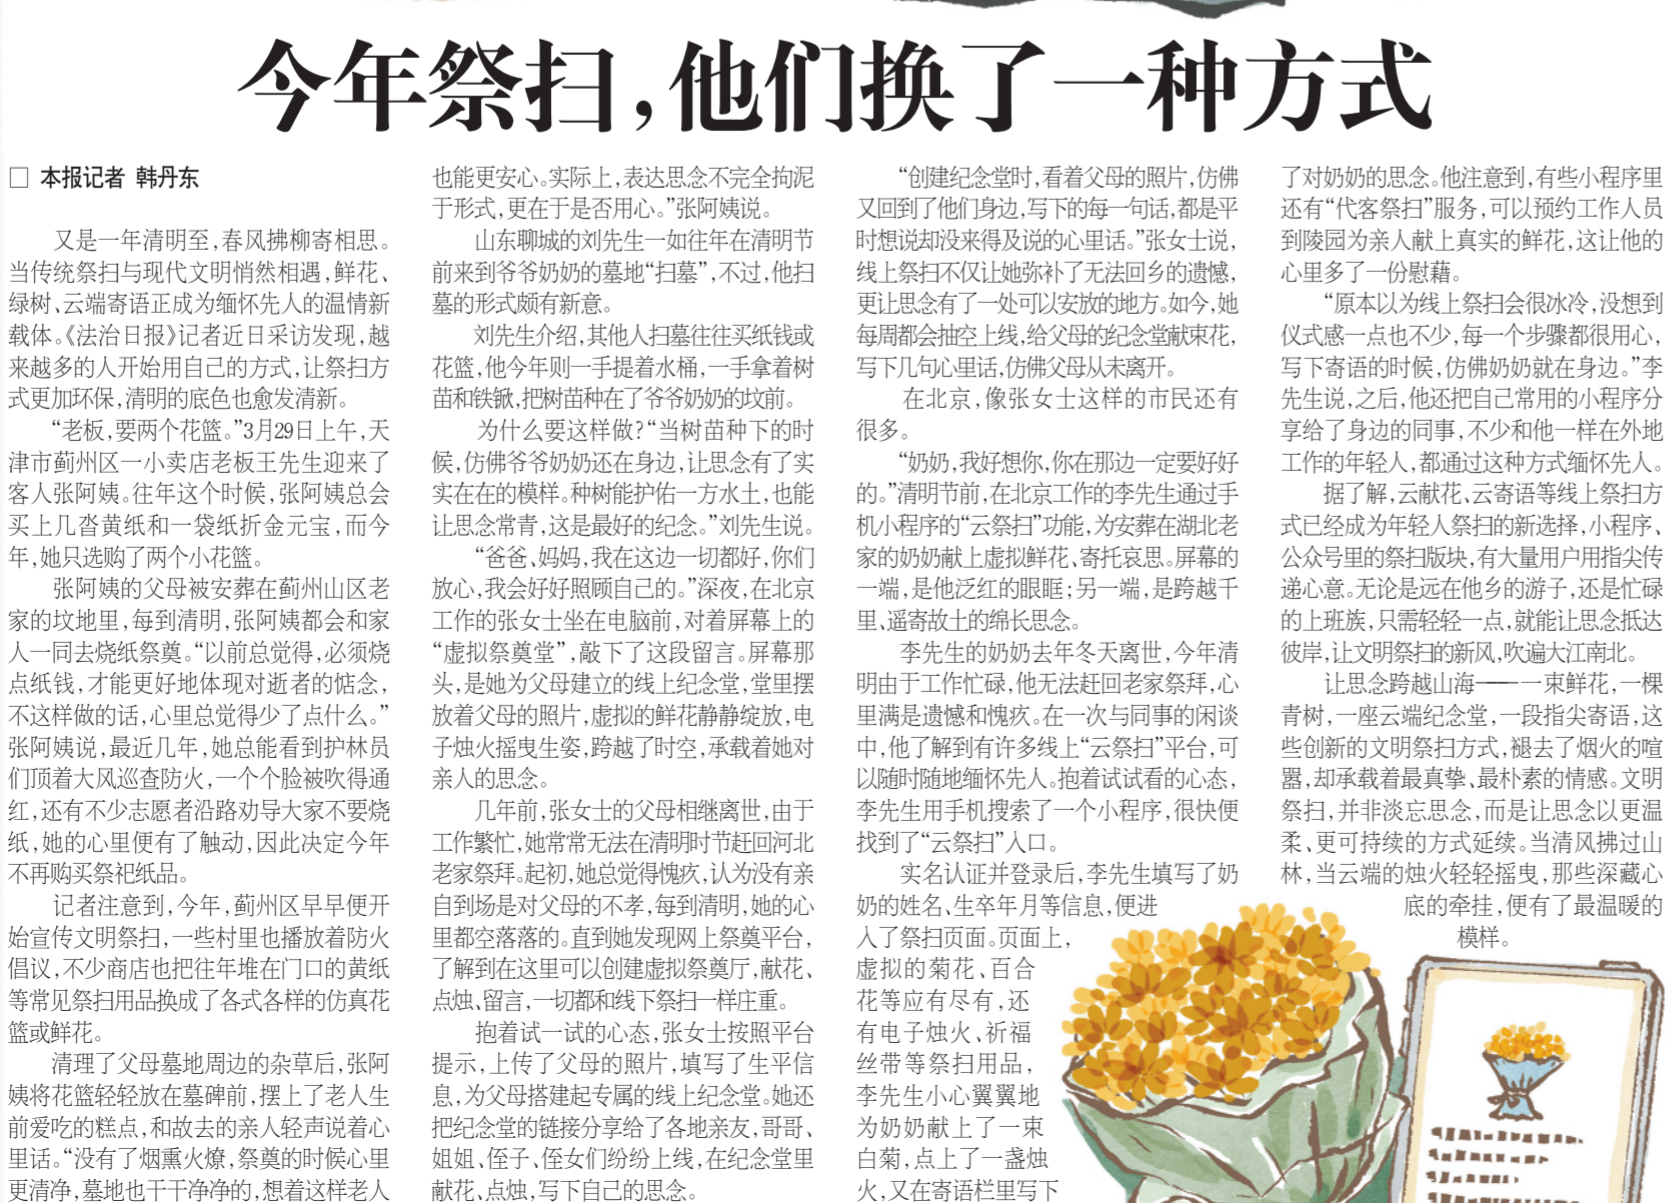 今年祭扫，他们换了一种方式
□ 本报记者 韩丹东
又是一年清明至，春风拂柳寄相思。
当传统祭扫与现代文明悄然相遇，鲜花、
绿树、云端寄语正成为缅怀先人的温情新
载体。《法治日报》记者近日采访发现，越
来越多的人开始用自己的方式，让祭扫方
式更加环保，清明的底色也愈发清新。
“老板，要两个花篮。”3月29日上午，天
津市蓟州区一小卖店老板王先生迎来了
客人张阿姨。往年这个时候，张阿姨总会
买上几沓黄纸和一袋纸折金元宝，而今
年，她只选购了两个小花篮。
张阿姨的父母被安葬在蓟州山区老
家的坟地里，每到清明，张阿姨都会和家
人一同去烧纸祭奠。“以前总觉得，必须烧
点纸钱，才能更好地体现对逝者的惦念，
不这样做的话，心里总觉得少了点什么。”
张阿姨说，最近几年，她总能看到护林员
们顶着大风巡查防火，一个个脸被吹得通
红，还有不少志愿者沿路劝导大家不要烧
纸，她的心里便有了触动，因此决定今年
不再购买祭祀纸品。
记者注意到，今年，蓟州区早早便开
始宣传文明祭扫，一些村里也播放着防火
倡议，不少商店也把往年堆在门口的黄纸
等常见祭扫用品换成了各式各样的仿真花
篮或鲜花。
清理了父母墓地周边的杂草后，张阿
姨将花篮轻轻放在墓碑前，摆上了老人生
前爱吃的糕点，和故去的亲人轻声说着心
里话。“没有了烟熏火燎，祭奠的时候心里
更清净，墓地也干干净净的，想着这样老人
也能更安心。实际上，表达思念不完全拘泥
于形式，更在于是否用心。”张阿姨说。
山东聊城的刘先生一如往年在清明节
前来到爷爷奶奶的墓地“扫墓”，不过，他扫
墓的形式颇有新意。
刘先生介绍，其他人扫墓往往买纸钱或
花篮，他今年则一手提着水桶，一手拿着树
苗和铁锨，把树苗种在了爷爷奶奶的坟前。
为什么要这样做？“当树苗种下的时
候，仿佛爷爷奶奶还在身边，让思念有了实
实在在的模样。种树能护佑一方水土，也能
让思念常青，这是最好的纪念。”刘先生说。
“爸爸、妈妈，我在这边一切都好，你们
放心，我会好好照顾自己的。”深夜，在北京
工作的张女士坐在电脑前，对着屏幕上的
“虚拟祭奠堂”，敲下了这段留言。屏幕那
头，是她为父母建立的线上纪念堂，堂里摆
放着父母的照片，虚拟的鲜花静静绽放，电
子烛火摇曳生姿，跨越了时空，承载着她对
亲人的思念。
几年前，张女士的父母相继离世，由于
工作繁忙，她常常无法在清明时节赶回河北
老家祭拜。起初，她总觉得愧疚，认为没有亲
自到场是对父母的不孝，每到清明，她的心
里都空落落的。直到她发现网上祭奠平台，
了解到在这里可以创建虚拟祭奠厅，献花、
点烛、留言，一切都和线下祭扫一样庄重。
抱着试一试的心态，张女士按照平台
提示，上传了父母的照片，填写了生平信
息，为父母搭建起专属的线上纪念堂。她还
把纪念堂的链接分享给了各地亲友，哥哥、
姐姐、侄子、侄女们纷纷上线，在纪念堂里
献花、点烛，写下自己的思念。
“创建纪念堂时，看着父母的照片，仿佛
又回到了他们身边，写下的每一句话，都是平
时想说却没来得及说的心里话。”张女士说，
线上祭扫不仅让她弥补了无法回乡的遗憾，
更让思念有了一处可以安放的地方。如今，她
每周都会抽空上线，给父母的纪念堂献束花，
写下几句心里话，仿佛父母从未离开。
在北京，像张女士这样的市民还有
很多。
“奶奶，我好想你，你在那边一定要好好
的。”清明节前，在北京工作的李先生通过手
机小程序的“云祭扫”功能，为安葬在湖北老
家的奶奶献上虚拟鲜花、寄托哀思。屏幕的
一端，是他泛红的眼眶；另一端，是跨越千
里、遥寄故土的绵长思念。
李先生的奶奶去年冬天离世，今年清
明由于工作忙碌，他无法赶回老家祭拜，心
里满是遗憾和愧疚。在一次与同事的闲谈
中，他了解到有许多线上“云祭扫”平台，可
以随时随地缅怀先人。抱着试试看的心态，
李先生用手机搜索了一个小程序，很快便
找到了“云祭扫”入口。
实名认证并登录后，李先生填写了奶
奶的姓名、生卒年月等信息，便进
入了祭扫页面。页面上，
虚拟的菊花、百合
花等应有尽有，还
有电子烛火、祈福
丝带等祭扫用品，
李先生小心翼翼地
为奶奶献上了一束
白菊，点上了一盏烛
火，又在寄语栏里写下
了对奶奶的思念。他注意到，有些小程序里
还有“代客祭扫”服务，可以预约工作人员
到陵园为亲人献上真实的鲜花，这让他的
心里多了一份慰藉。
“原本以为线上祭扫会很冰冷，没想到
仪式感一点也不少，每一个步骤都很用心，
写下寄语的时候，仿佛奶奶就在身边。”李
先生说，之后，他还把自己常用的小程序分
享给了身边的同事，不少和他一样在外地
工作的年轻人，都通过这种方式缅怀先人。
据了解，云献花、云寄语等线上祭扫方
式已经成为年轻人祭扫的新选择，小程序、
公众号里的祭扫版块，有大量用户用指尖传
递心意。无论是远在他乡的游子，还是忙碌
的上班族，只需轻轻一点，就能让思念抵达
彼岸，让文明祭扫的新风，吹遍大江南北。
让思念跨越山海——一束鲜花，一棵
青树，一座云端纪念堂，一段指尖寄语，这
些创新的文明祭扫方式，褪去了烟火的喧
嚣，却承载着最真挚、最朴素的情感。文明
祭扫，并非淡忘思念，而是让思念以更温
柔、更可持续的方式延续。当清风拂过山
林，当云端的烛火轻轻摇曳，那些深藏心
底的牵挂，便有了最温暖的
模样。